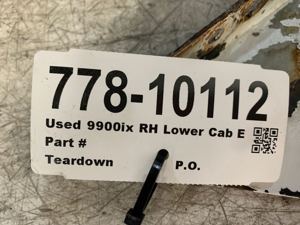 778-10112
Used 9900ix RH Lower Cab E
Part #
Teardown P.O.